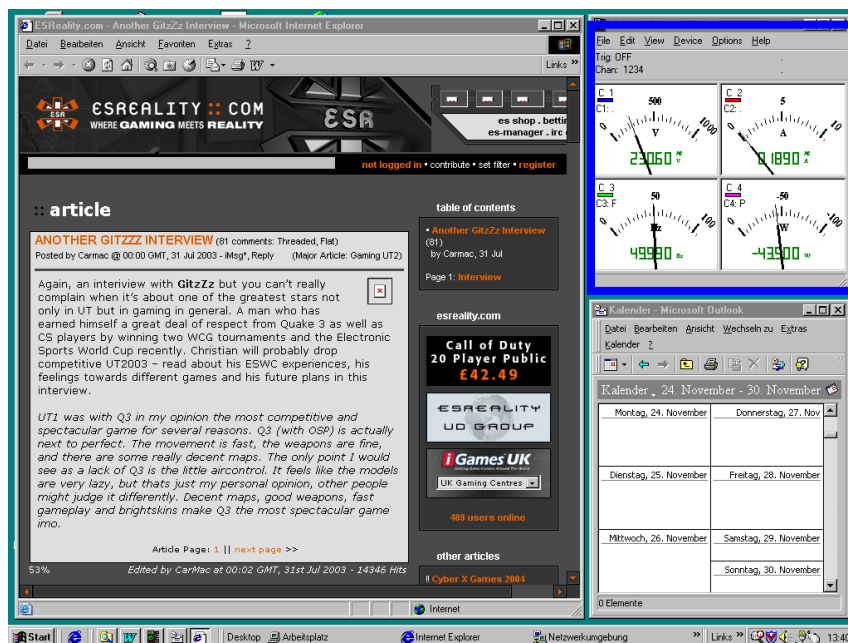 ESReality.com - Another GitzZz Interview - Microsoft Internet Explorer
Datei Bearbeiten Ansicht Favoriten Extras ?
Links »
ESREALITY :: COM
WHERE GAMING MEETS REALITY
ESA
ESA
es shop . bettin
es-manager . irc
not logged in • contribute • set filter • register
:: article
ANOTHER GITZZZ INTERVIEW (81 comments: Threaded, Flat)
Posted by Carmac @ 00:00 GMT, 31 Jul 2003 - iMsg*, Reply (Major Article: Gaming UT2)
Again, an interview with GitzZz but you can't really
complain when it's about one of the greatest stars not
only in UT but in gaming in general. A man who has
earned himself a great deal of respect from Quake 3 as well as
CS players by winning two WCG tournaments and the Electronic
Sports World Cup recently. Christian will probably drop
competitive UT2003 - read about his ESWC experiences, his
feelings towards different games and his future plans in this
interview.
UT1 was with Q3 in my opinion the most competitive and
spectacular game for several reasons. Q3 (with OSP) is actually
next to perfect. The movement is fast, the weapons are fine,
and there are some really decent maps. The only point I would
see as a lack of Q3 is the little aircontrol. It feels like the models
are very lazy, but thats just my personal opinion, other people
might judge it differently. Decent maps, good weapons, fast
gameplay and brightskins make Q3 the most spectacular game
imo.
Article Page: 1 || next page >>
53% Edited by CarMac at 00:02 GMT, 31st Jul 2003 - 14346 Hits
table of contents
• Another GitzZz Interview
(81)
by Carmac, 31 Jul
Page 1: Interview
esreality.com
Call of Duty
20 Player Public
£42.49
ESREALITY
UD GROUP
iGames UK
UK Gaming Centres
489 users online
other articles
!! Cyber X Games 2004
Internet
File Edit View Device Options Help
Trig: OFF
Chan: 1234
C 1
C1: .
0 500 1000
V
230.60 V
C 2
C2: .
0 5 10
A
0.1890 A
C 3
C3: F
0 50 100
Hz
49.980 Hz
C 4
C4: P
0 -50 -100
W
-43.900 W
Kalender - Microsoft Outlook
Datei Bearbeiten Ansicht Wechseln zu Extras
Kalender ?
Kalender . 24. November - 30. November
Montag, 24. November
Donnerstag, 27. Nov
Dienstag, 25. November
Freitag, 28. November
Mittwoch, 26. November
Samstag, 29. November
Sonntag, 30. November
0 Elemente
Start
Desktop Arbeitsplatz Internet Explorer Netzwerkumgebung » Links » 13:40